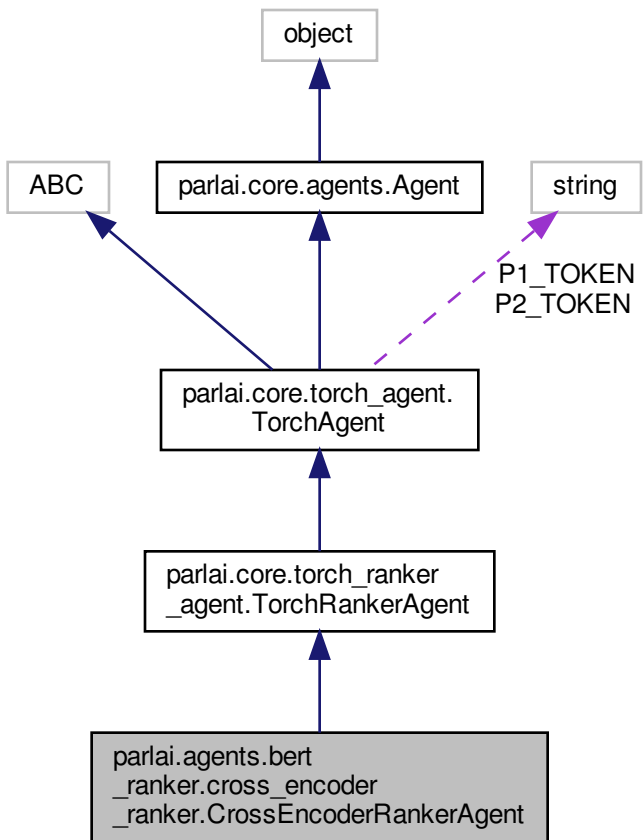 object
ABC
parlai.core.agents.Agent
string
P1_TOKEN
P2_TOKEN
parlai.core.torch_agent.
TorchAgent
parlai.core.torch_ranker
_agent.TorchRankerAgent
parlai.agents.bert
_ranker.cross_encoder
_ranker.CrossEncoderRankerAgent